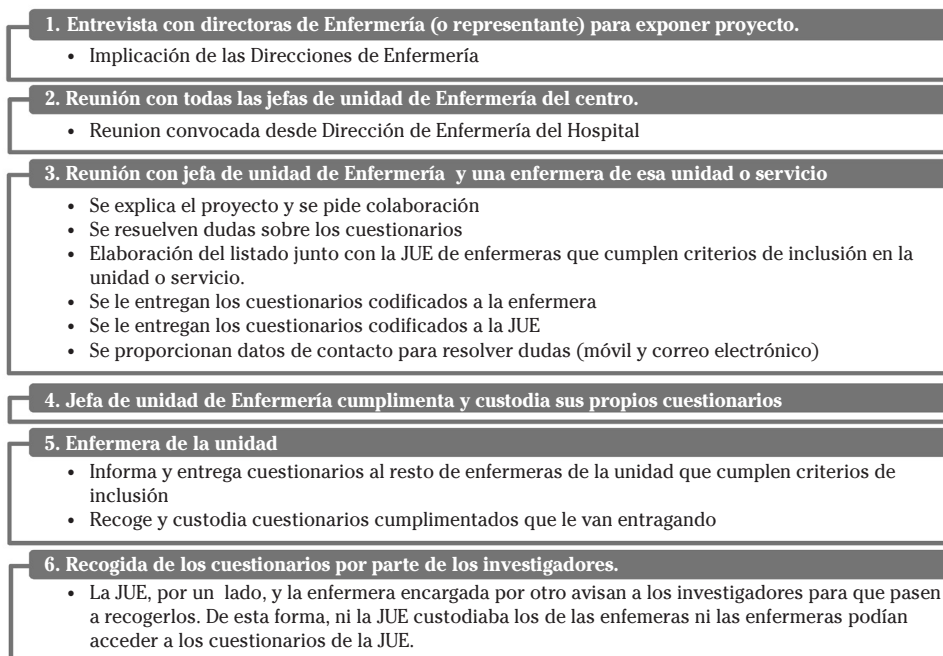 1. Entrevista con directoras de Enfermería (o representante) para exponer proyecto.
• Implicación de las Direcciones de Enfermería
2. Reunión con todas las jefas de unidad de Enfermería del centro.
• Reunion convocada desde Dirección de Enfermería del Hospital
3. Reunión con jefa de unidad de Enfermería y una enfermera de esa unidad o servicio
• Se explica el proyecto y se pide colaboración
• Se resuelven dudas sobre los cuestionarios
• Elaboración del listado junto con la JUE de enfermeras que cumplen criterios de inclusión en la
unidad o servicio.
• Se le entregan los cuestionarios codificados a la enfermera
• Se le entregan los cuestionarios codificados a la JUE
• Se proporcionan datos de contacto para resolver dudas (móvil y correo electrónico)
4. Jefa de unidad de Enfermería cumplimenta y custodia sus propios cuestionarios
5. Enfermera de la unidad
• Informa y entrega cuestionarios al resto de enfermeras de la unidad que cumplen criterios de
inclusión
• Recoge y custodia cuestionarios cumplimentados que le van entragando
6. Recogida de los cuestionarios por parte de los investigadores.
• La JUE, por un lado, y la enfermera encargada por otro avisan a los investigadores para que pasen
a recogerlos. De esta forma, ni la JUE custodiaba los de las enfemeras ni las enfermeras podían
acceder a los cuestionarios de la JUE.